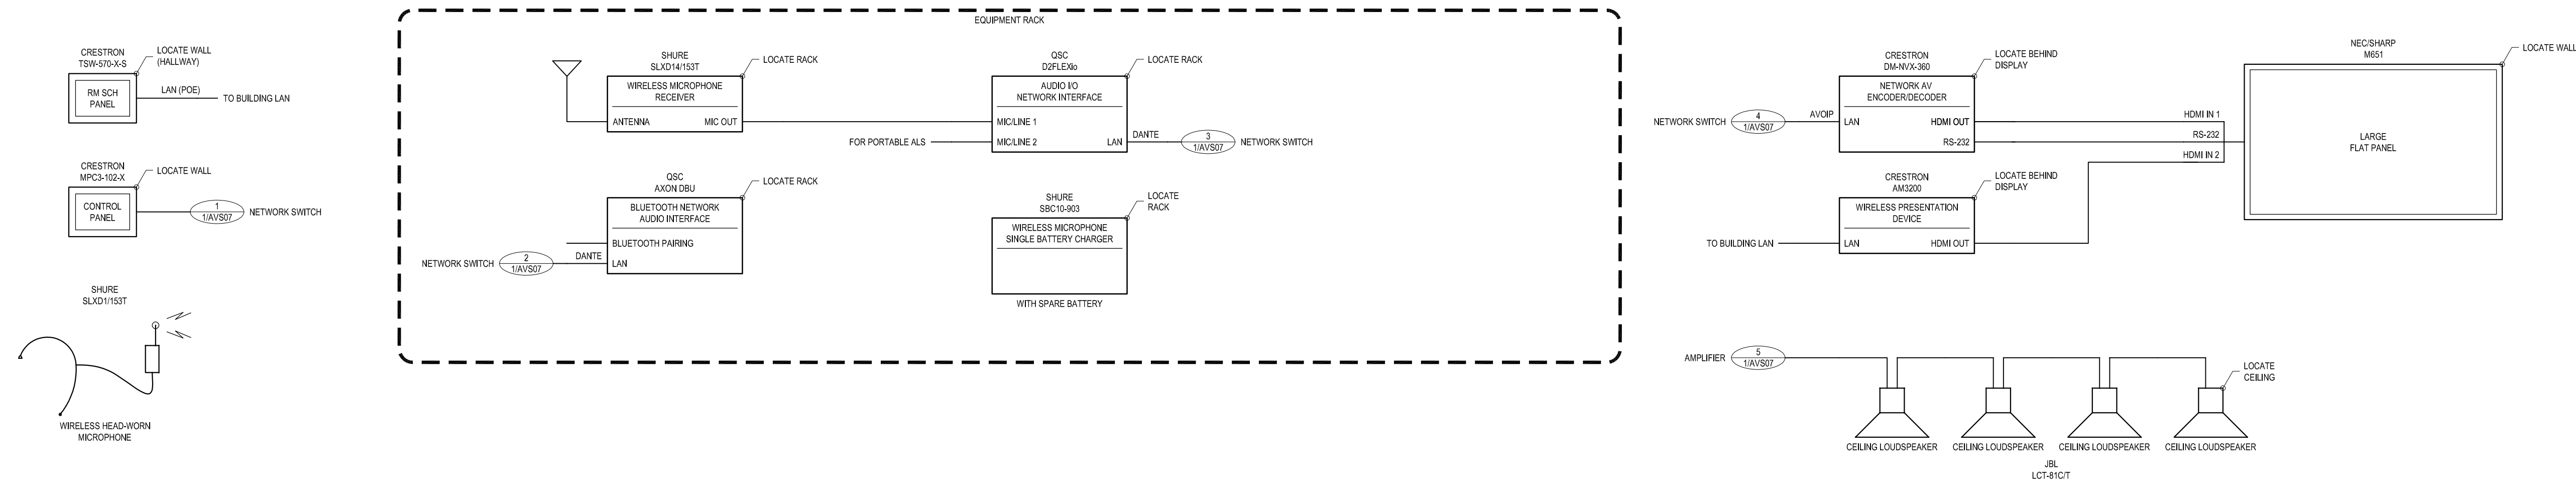 CRESTRON
TSW-570-X-S
LOCATE WALL
(HALLWAY)
RM SCH
PANEL
LAN (POE)
TO BUILDING LAN
CRESTRON
MPC3-102-X
LOCATE WALL
CONTROL
PANEL
1
1/AVS07
NETWORK SWITCH
SHURE
SLXD1/153T
WIRELESS HEAD-WORN
MICROPHONE
EQUIPMENT RACK
SHURE
SLXD14/153T
LOCATE RACK
WIRELESS MICROPHONE
RECEIVER
ANTENNA
MIC OUT
QSC
D2FLEXio
LOCATE RACK
AUDIO I/O
NETWORK INTERFACE
MIC/LINE 1
FOR PORTABLE ALS
MIC/LINE 2
LAN
DANTE
3
1/AVS07
NETWORK SWITCH
QSC
AXON DBU
LOCATE RACK
BLUETOOTH NETWORK
AUDIO INTERFACE
BLUETOOTH PAIRING
NETWORK SWITCH
2
1/AVS07
DANTE
LAN
SHURE
SBC10-903
LOCATE
RACK
WIRELESS MICROPHONE
SINGLE BATTERY CHARGER
WITH SPARE BATTERY
CRESTRON
DM-NVX-360
LOCATE BEHIND
DISPLAY
NETWORK AV
ENCODER/DECODER
NETWORK SWITCH
4
1/AVS07
AVOIP
LAN
HDMI OUT
RS-232
HDMI IN 1
RS-232
HDMI IN 2
CRESTRON
AM3200
LOCATE BEHIND
DISPLAY
WIRELESS PRESENTATION
DEVICE
TO BUILDING LAN
LAN
HDMI OUT
NEC/SHARP
M651
LOCATE WALL
LARGE
FLAT PANEL
AMPLIFIER
5
1/AVS07
LOCATE
CEILING
CEILING LOUDSPEAKER
CEILING LOUDSPEAKER
CEILING LOUDSPEAKER
CEILING LOUDSPEAKER
JBL
LCT-81C/T